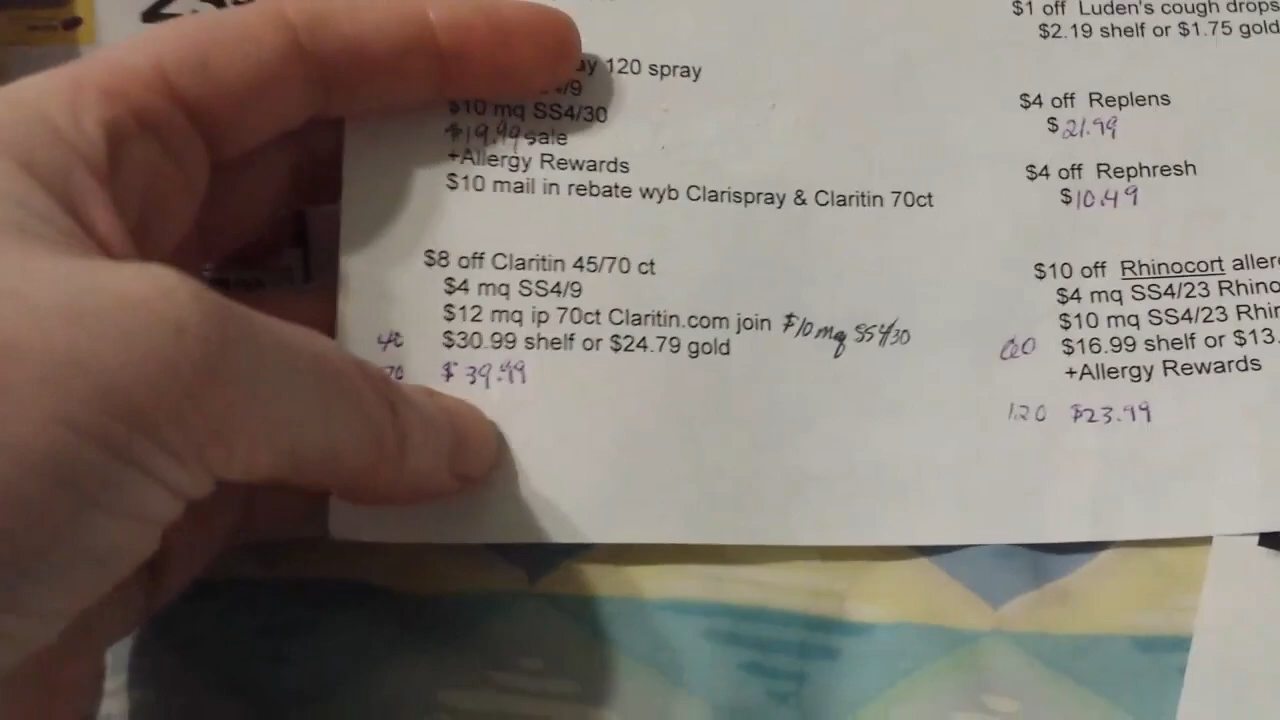 120 spray
$10 mq SS4/30
$19.99 sale
+Allergy Rewards
$10 mail in rebate wyb Clarispray & Claritin 70ct
$8 off Claritin 45/70 ct
$4 mq SS4/9
$12 mq ip 70ct Claritin.com join $10 mq SS4/30
$30.99 shelf or $24.79 gold
70 $39.99
$1 off Luden's cough drops
$2.19 shelf or $1.75 gold
$4 off Replens
$21.99
$4 off Rephresh
$10.49
$10 off Rhinocort
$4 mq SS4/23
$10 mq SS4/23
60 $16.99 shelf or $13.
+Allergy Rewards
120 $23.99